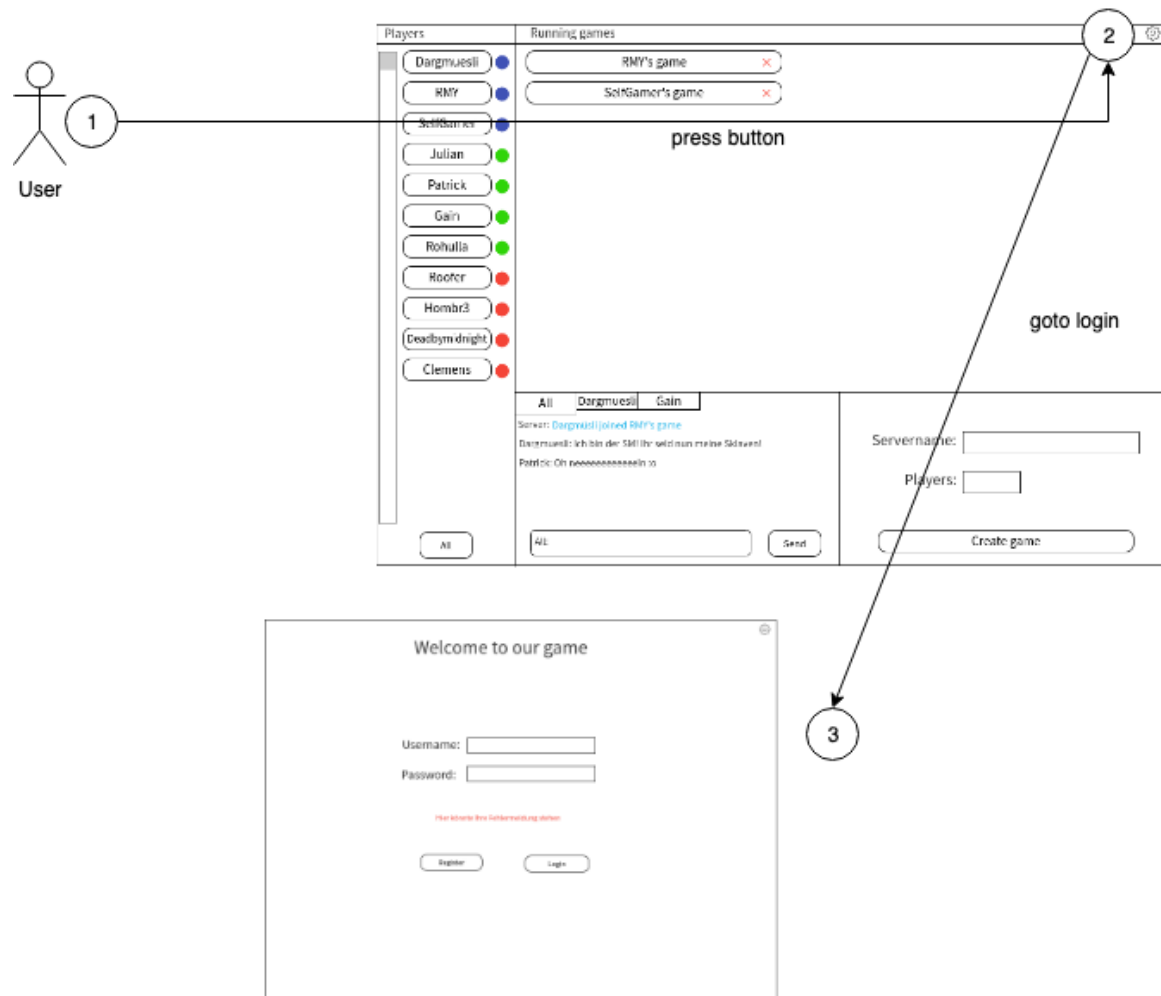 Players
Running games
2
Dargmuesli
RMY's game
RMY
SelfGamer's game
1
SelfGamer
press button
Julian
User
Patrick
Gain
Rohulla
Roofer
Hombr3
goto login
Deadbymidnight
Clemens
All Dargmuesli Gain
Server: Dargmüsli joined RMY's game
Dargmuesli: Ich bin der SM! Ihr seid nun meine Sklaven!
Patrick: Oh neeeeeeeeeeeein :o
Servername:
Players:
All
All:
Send
Create game
Welcome to our game
3
Username:
Password:
Hier könnte Ihre Fehlermeldung stehen
Register
Login